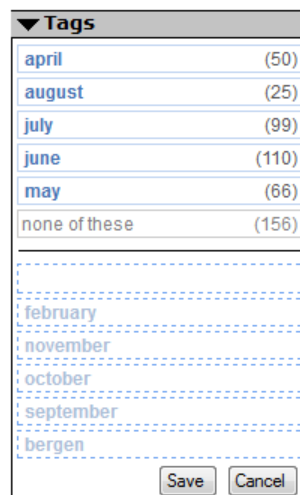 Tags
april (50)
august (25)
july (99)
june (110)
may (66)
none of these (156)
february
november
october
september
bergen
Save Cancel